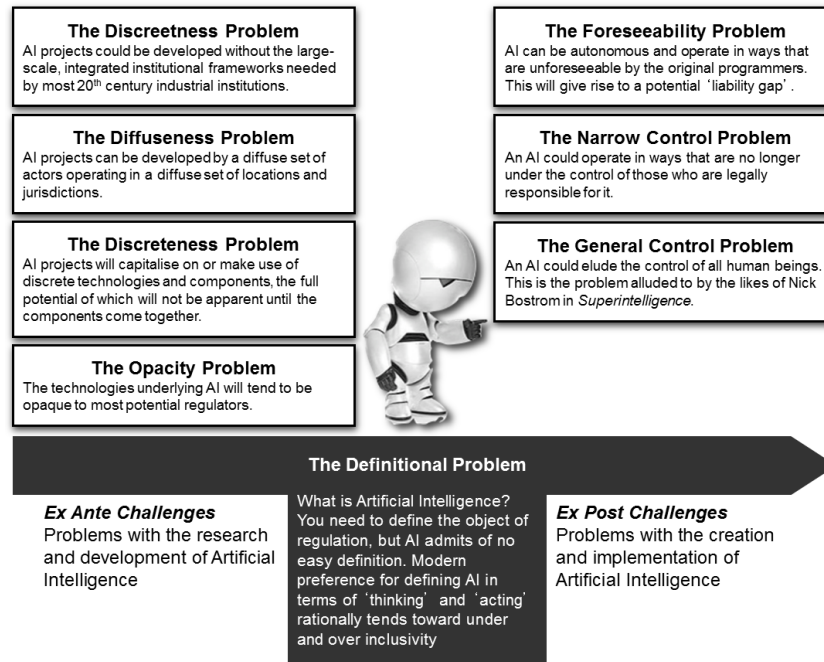 The Discreetness Problem
AI projects could be developed without the large-
scale, integrated institutional frameworks needed
by most 20th century industrial institutions.
The Diffuseness Problem
AI projects can be developed by a diffuse set of
actors operating in a diffuse set of locations and
jurisdictions.
The Discreteness Problem
AI projects will capitalise on or make use of
discrete technologies and components, the full
potential of which will not be apparent until the
components come together.
The Opacity Problem
The technologies underlying AI will tend to be
opaque to most potential regulators.
The Foreseeability Problem
AI can be autonomous and operate in ways that
are unforeseeable by the original programmers.
This will give rise to a potential ‘liability gap’.
The Narrow Control Problem
An AI could operate in ways that are no longer
under the control of those who are legally
responsible for it.
The General Control Problem
An AI could elude the control of all human beings.
This is the problem alluded to by the likes of Nick
Bostrom in Superintelligence.
The Definitional Problem
Ex Ante Challenges
Problems with the research
and development of Artificial
Intelligence
What is Artificial Intelligence?
You need to define the object of
regulation, but AI admits of no
easy definition. Modern
preference for defining AI in
terms of ‘thinking’ and ‘acting’
rationally tends toward under
and over inclusivity
Ex Post Challenges
Problems with the creation
and implementation of
Artificial Intelligence